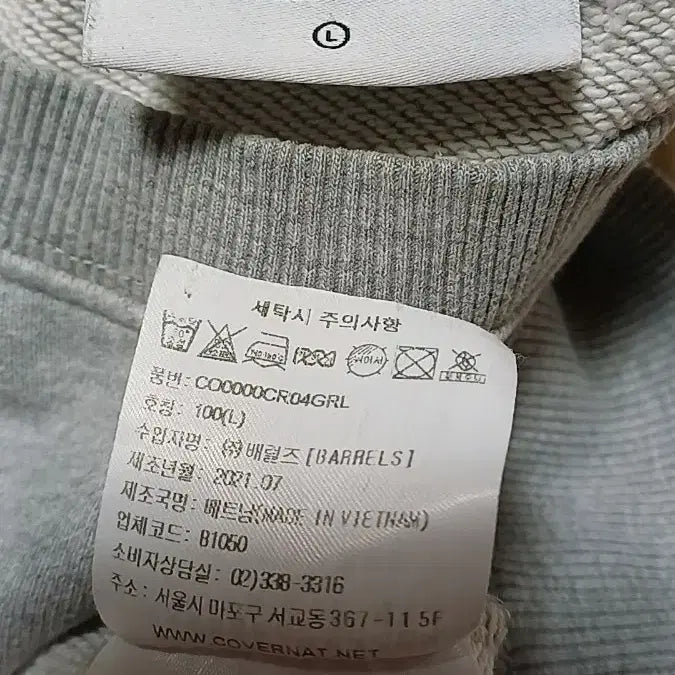 L
세탁시 주의사항
품번: CO0000CR04GRL
호칭: 100(L)
수입자명: (주)배럴즈[BARRELS]
제조년월: 2021.07
제조국명: 베트남(MADE IN VIETNAM)
업체코드: B1050
소비자상담실: 02)338-3316
주소: 서울시 마포구 서교동 367-11 5F
WWW.COVERNAT.NET